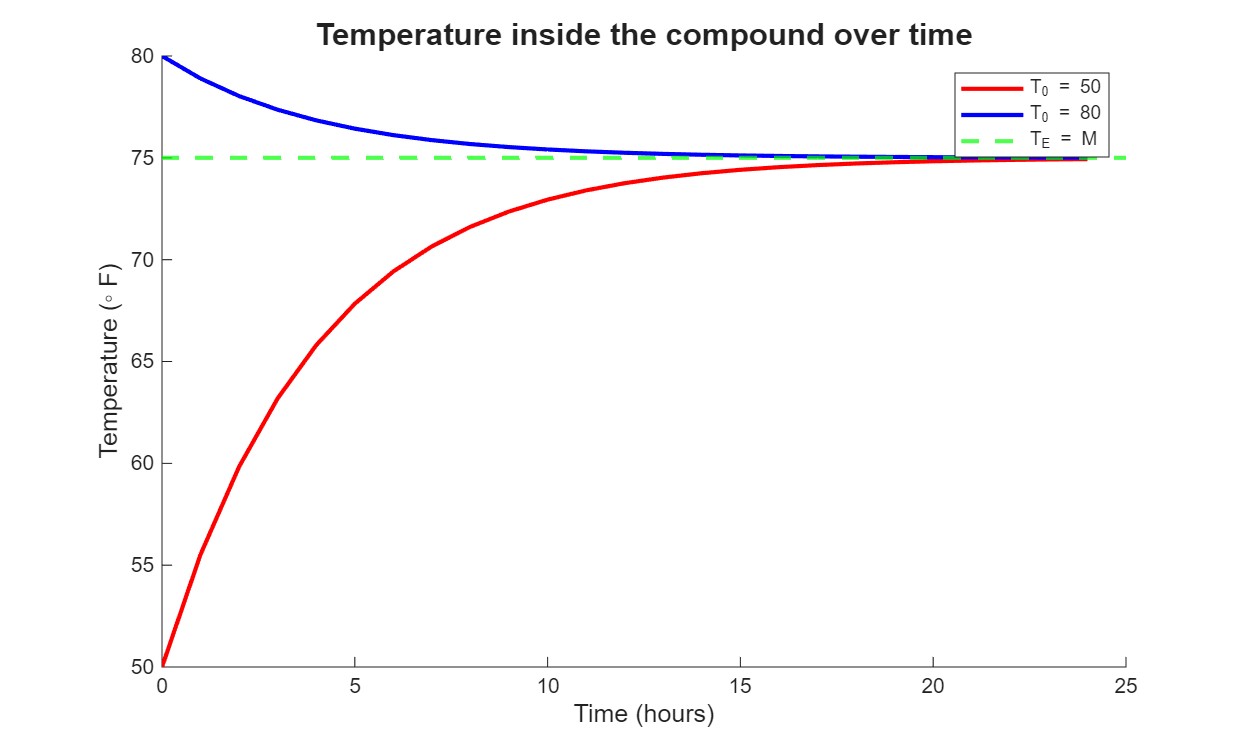 Temperature inside the compound over time
T₀ = 50
T₀ = 80
T_E = M
Temperature (∘ F)
80
75
70
65
60
55
50
0 5 10 15 20 25
Time (hours)